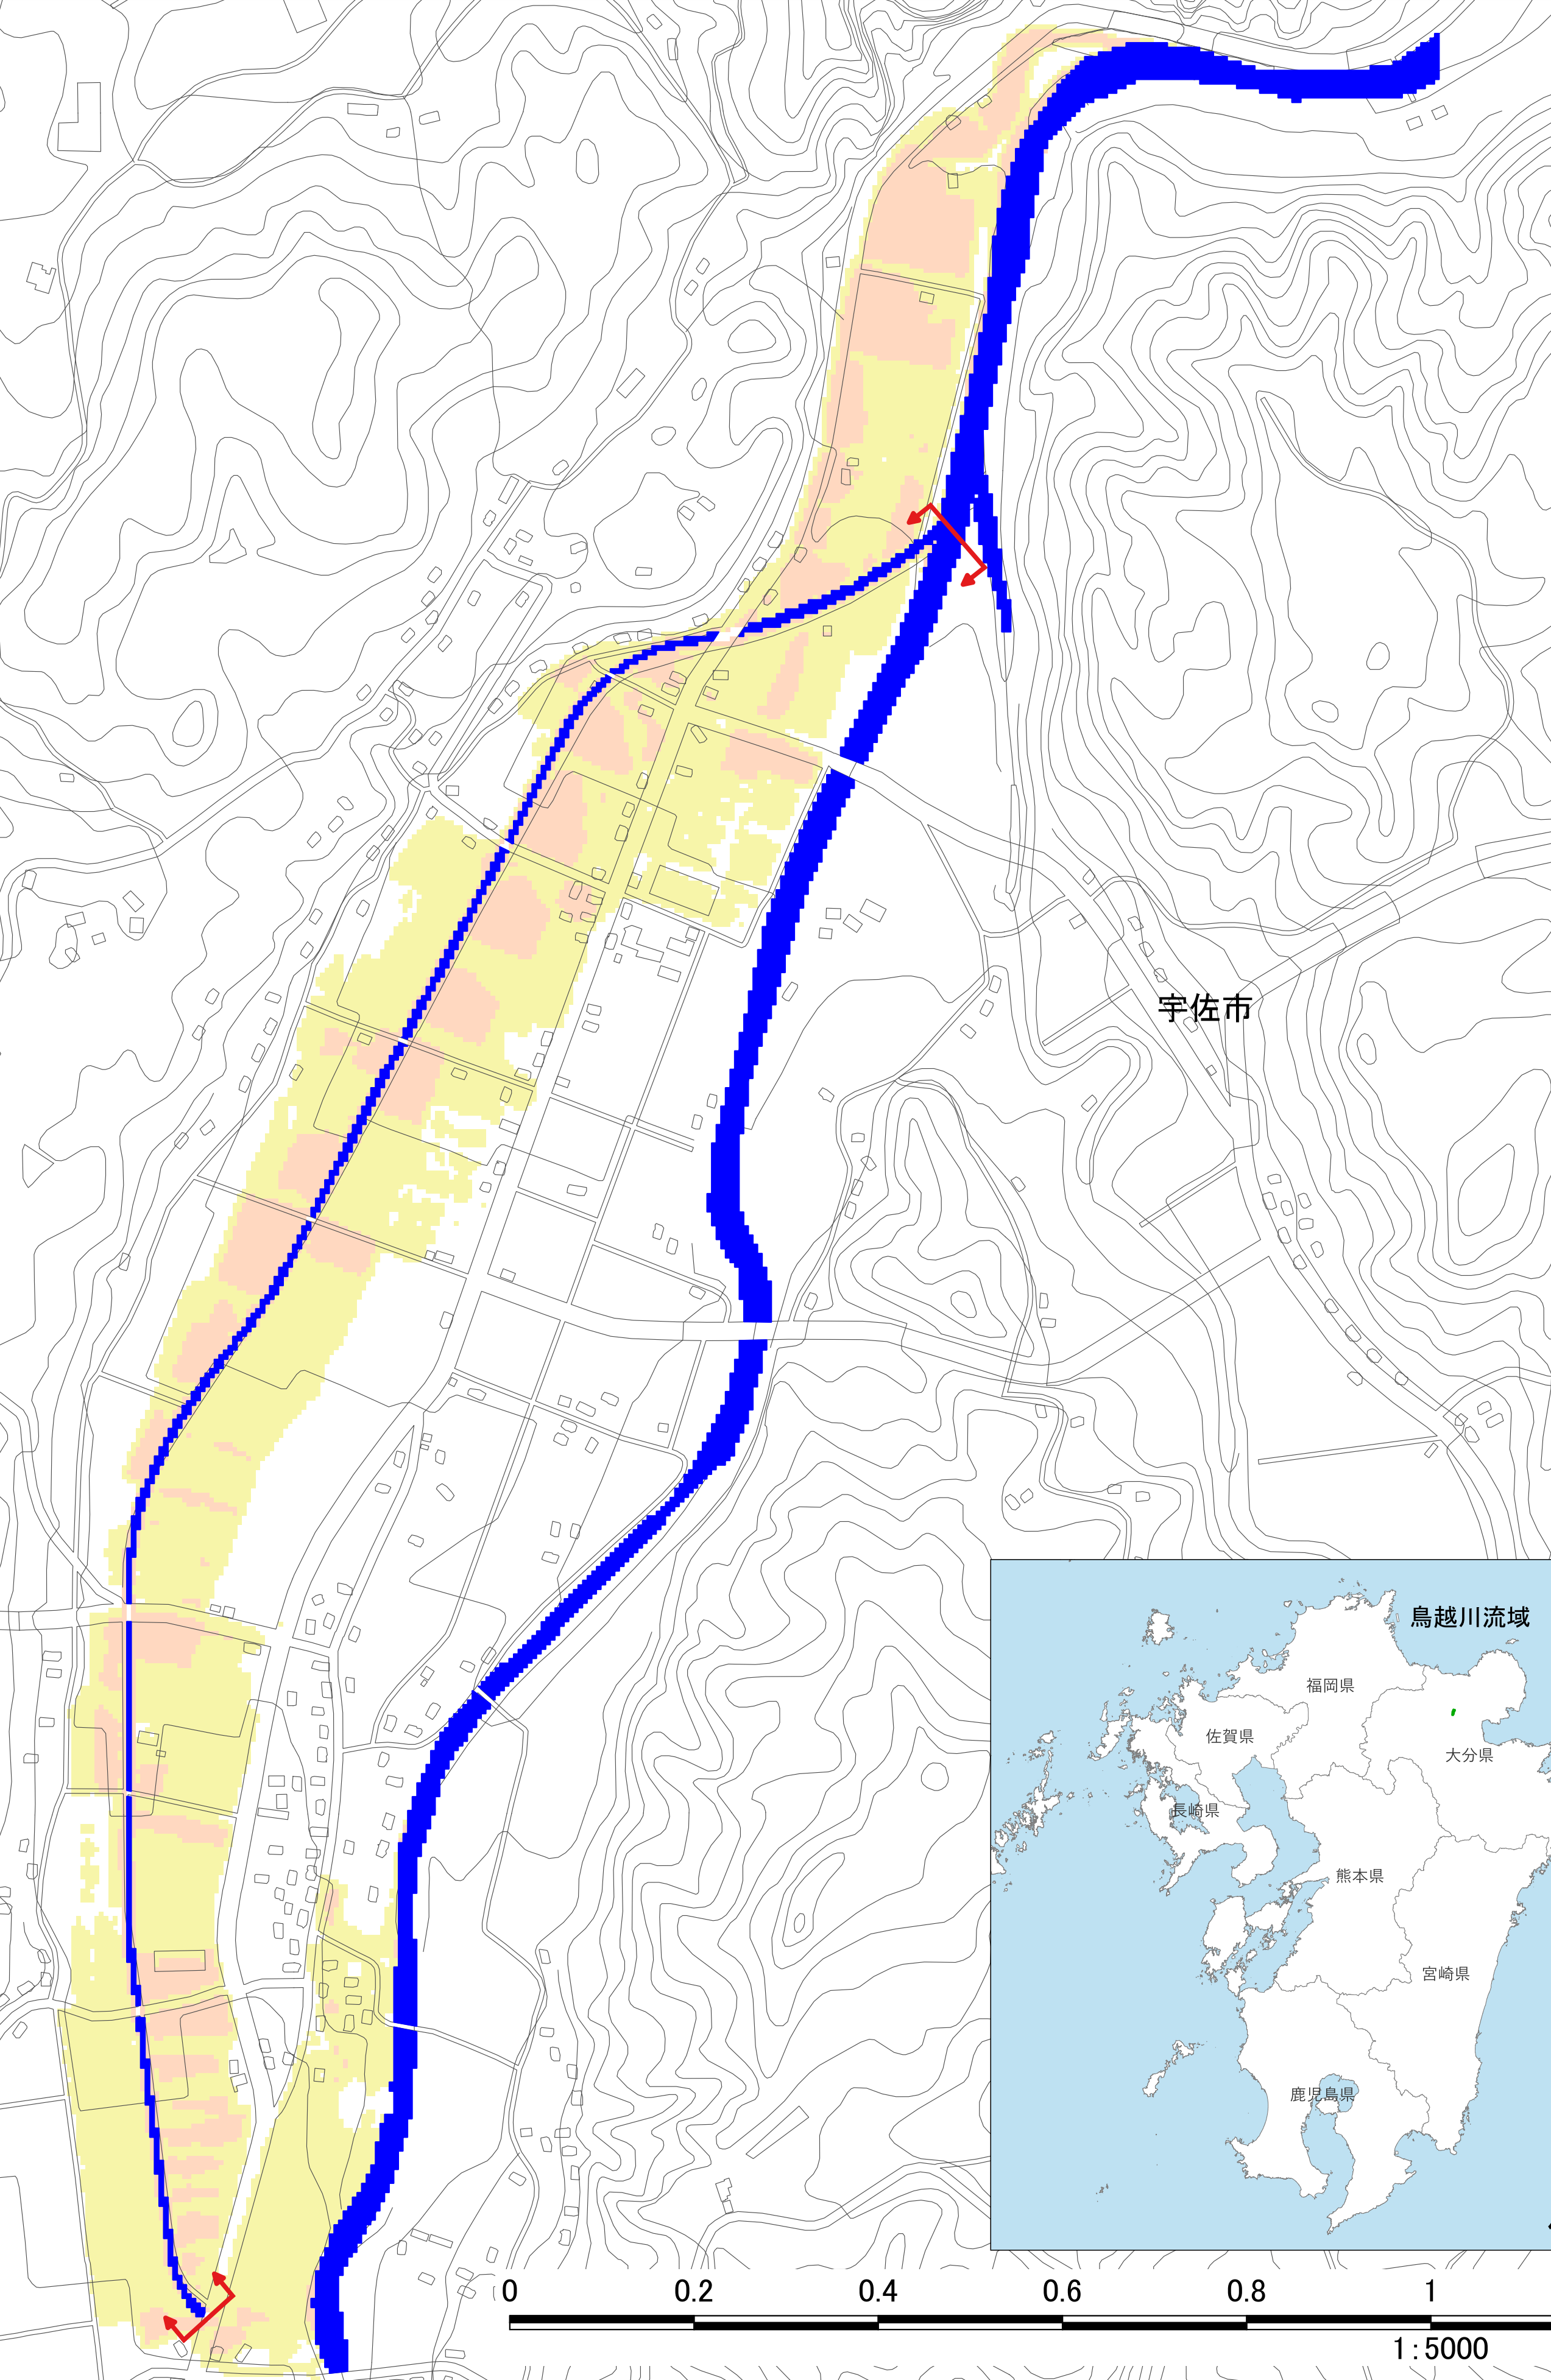 宇佐市
鳥越川流域
福岡県
佐賀県
大分県
長崎県
熊本県
宮崎県
鹿児島県
0 0.2 0.4 0.6 0.8 1
1:5000